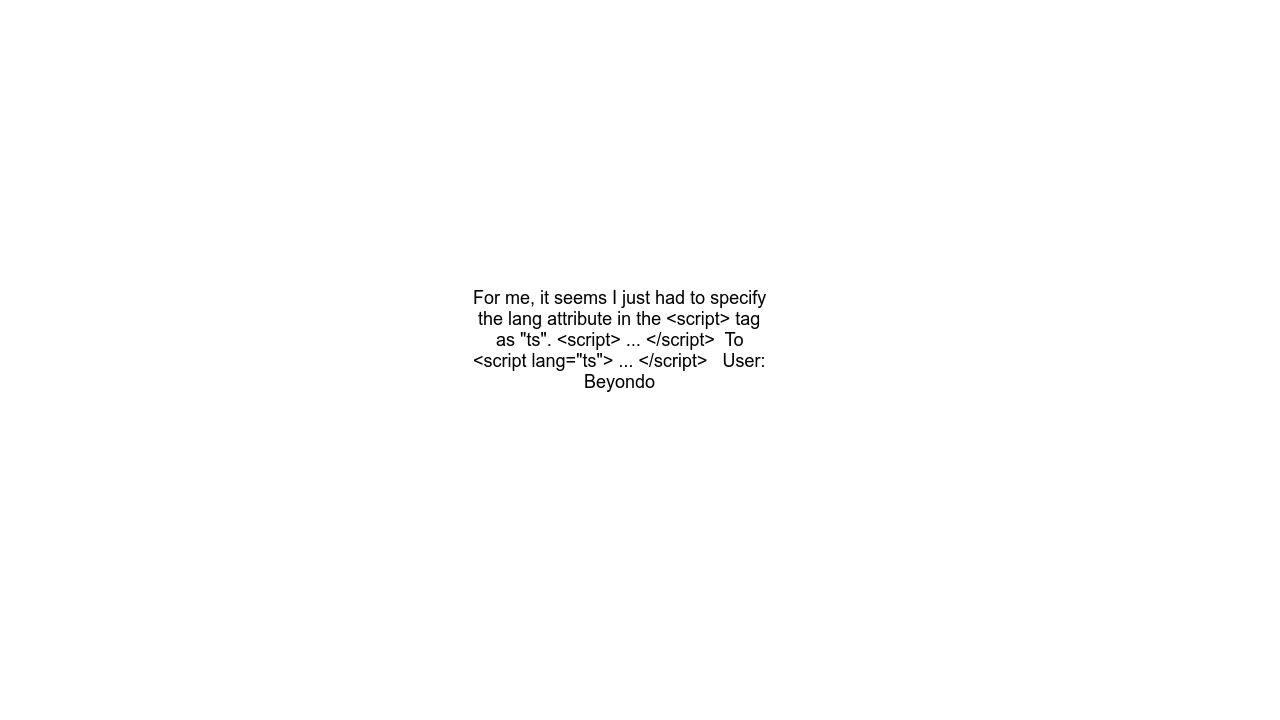 For me, it seems I just had to specify
the lang attribute in the <script> tag
as "ts". <script> ... </script>  To
<script lang="ts"> ... </script>   User:
Beyondo